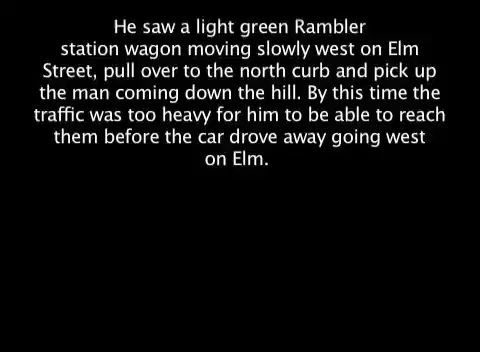 He saw a light green Rambler
station wagon moving slowly west on Elm
Street, pull over to the north curb and pick up
the man coming down the hill. By this time the
traffic was too heavy for him to be able to reach
them before the car drove away going west
on Elm.